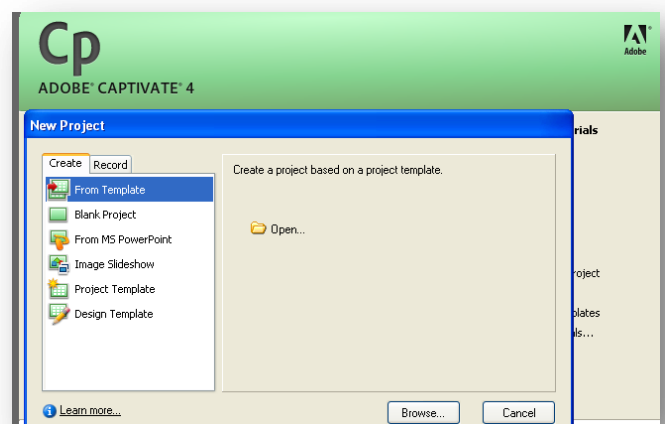 Cp
Adobe
ADOBE® CAPTIVATE® 4
New Project
rials
Create Record
Create a project based on a project template.
From Template
Blank Project
Open...
From MS PowerPoint
Image Slideshow
roject
Project Template
plates
Design Template
ls...
Learn more...
Browse... Cancel